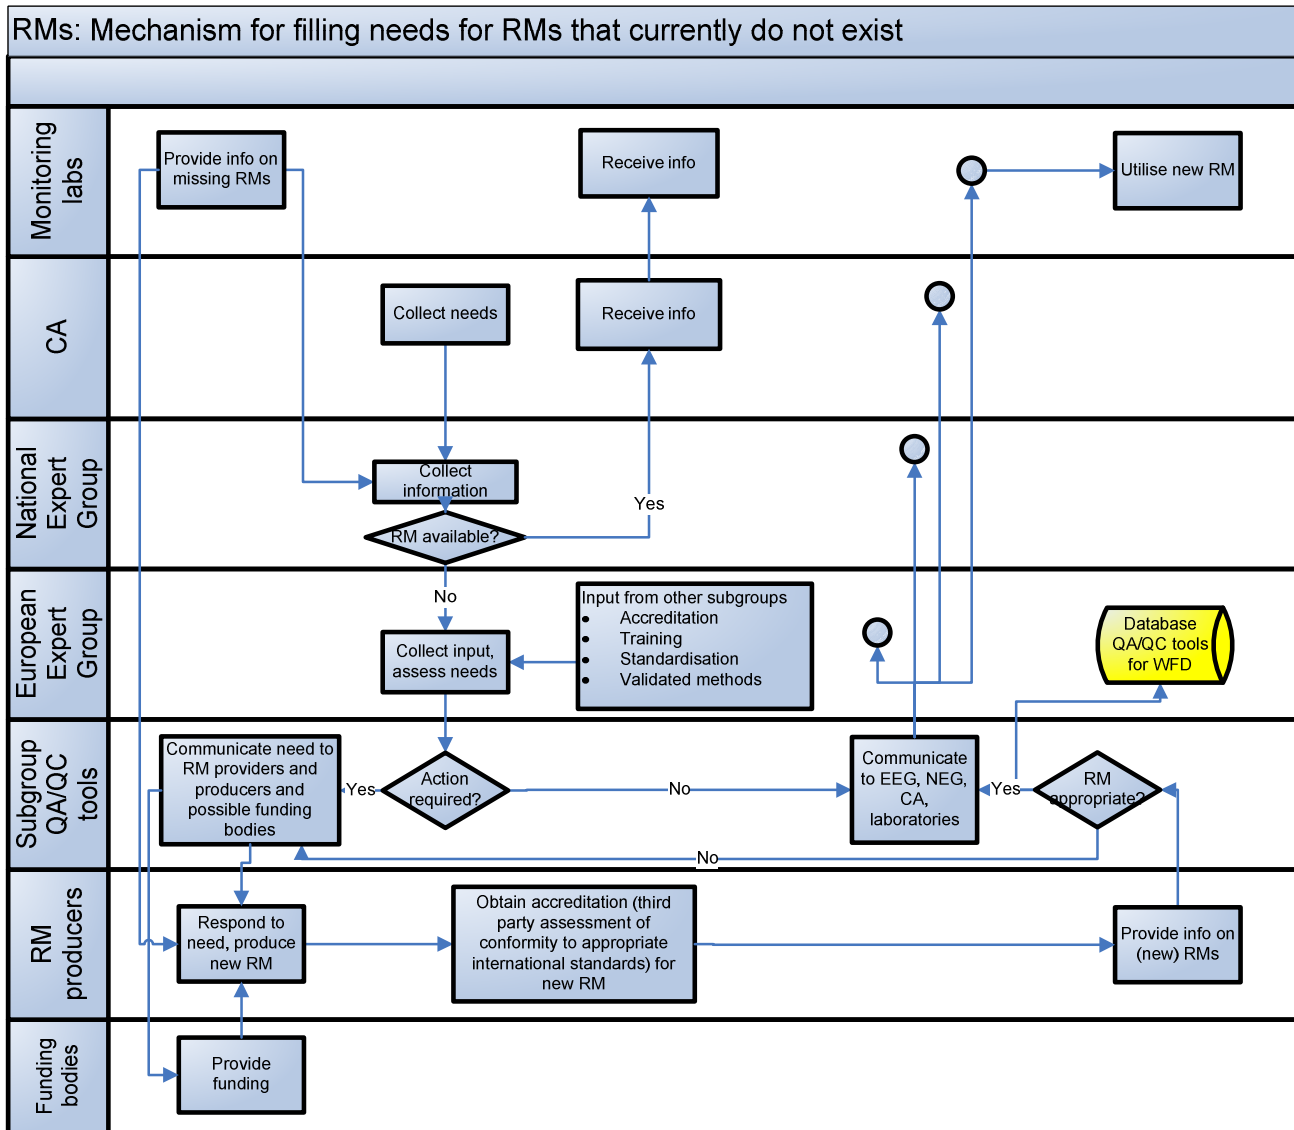 RMs: Mechanism for filling needs for RMs that currently do not exist
Monitoring
labs
Provide info on
missing RMs
Receive info
Utilise new RM
CA
Collect needs
Receive info
National
Expert
Group
Collect
information
RM available?
Yes
No
European
Expert
Group
Collect input,
assess needs
Input from other subgroups
• Accreditation
• Training
• Standardisation
• Validated methods
Database
QA/QC tools
for WFD
Subgroup
QA/QC
tools
Communicate need to
RM providers and
producers and
possible funding
bodies
Yes
Action
required?
No
Communicate
to EEG, NEG,
CA,
laboratories
Yes
RM
appropriate?
No
RM
producers
Respond to
need, produce
new RM
Obtain accreditation (third
party assessment of
conformity to appropriate
international standards) for
new RM
Provide info on
(new) RMs
Funding
bodies
Provide
funding